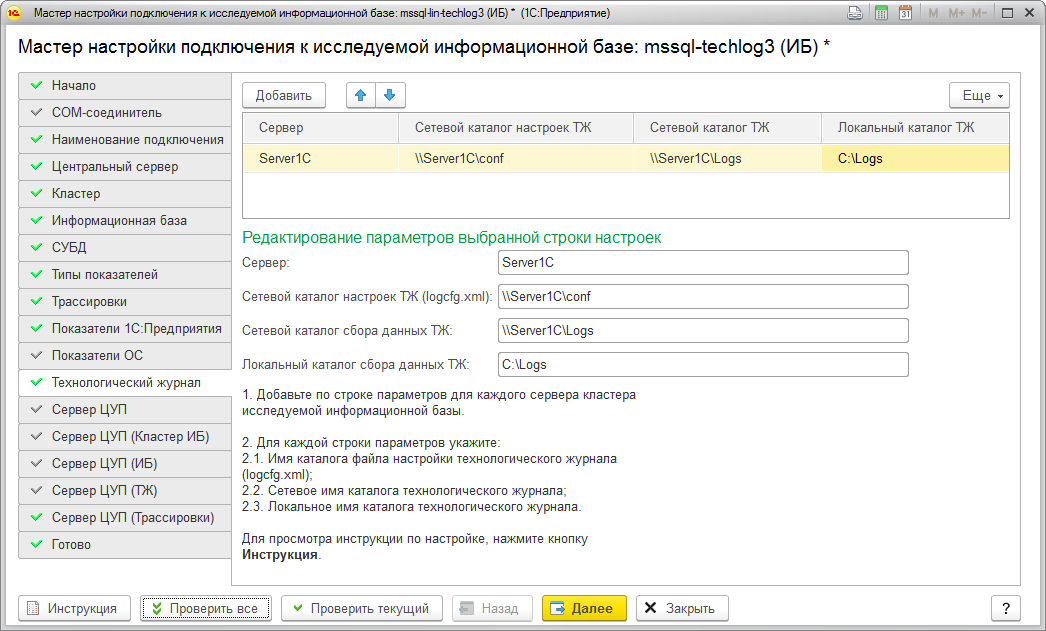 Мастер настройки подключения к исследуемой информационной базе: mssql-lin-techlog3 (ИБ) * (1С:Предприятие)
31 M M+ M-
Мастер настройки подключения к исследуемой информационной базе: mssql-techlog3 (ИБ) *
Начало
COM-соединитель
Наименование подключения
Центральный сервер
Кластер
Информационная база
СУБД
Типы показателей
Трассировки
Показатели 1С:Предприятия
Показатели ОС
Технологический журнал
Сервер ЦУП
Сервер ЦУП (Кластер ИБ)
Сервер ЦУП (ИБ)
Сервер ЦУП (ТЖ)
Сервер ЦУП (Трассировки)
Готово
Добавить Еще
Сервер Сетевой каталог настроек ТЖ Сетевой каталог ТЖ Локальный каталог ТЖ
Server1C \\Server1C\conf \\Server1C\Logs C:\Logs
Редактирование параметров выбранной строки настроек
Сервер: Server1C
Сетевой каталог настроек ТЖ (logcfg.xml): \\Server1C\conf
Сетевой каталог сбора данных ТЖ: \\Server1C\Logs
Локальный каталог сбора данных ТЖ: C:\Logs
1. Добавьте по строке параметров для каждого сервера кластера
исследуемой информационной базы.
2. Для каждой строки параметров укажите:
2.1. Имя каталога файла настройки технологического журнала
(logcfg.xml);
2.2. Сетевое имя каталога технологического журнала;
2.3. Локальное имя каталога технологического журнала.
Для просмотра инструкции по настройке, нажмите кнопку
Инструкция.
Инструкция Проверить все Проверить текущий Назад Далее Закрыть ?